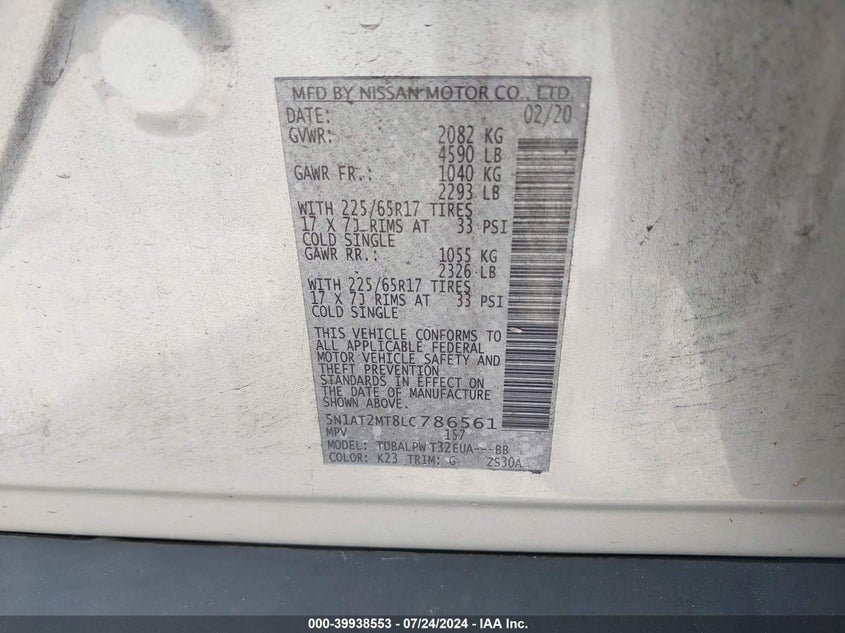 MFD BY NISSAN MOTOR CO., LTD.
DATE: 02/20
GVWR: 2082 KG
4590 LB
GAWR FR.: 1040 KG
2293 LB
WITH 225/65R17 TIRES
17 X 7J RIMS AT 33 PSI
COLD SINGLE
GAWR RR.: 1055 KG
2326 LB
WITH 225/65R17 TIRES
17 X 7J RIMS AT 33 PSI
COLD SINGLE
THIS VEHICLE CONFORMS TO
ALL APPLICABLE FEDERAL
MOTOR VEHICLE SAFETY AND
THEFT PREVENTION
STANDARDS IN EFFECT ON
THE DATE OF MANUFACTURE
SHOWN ABOVE.
5N1AT2MT8LC786561
MPV 157
MODEL: TDBALPW T32EUA---BB
COLOR: K23 TRIM: G ZS30A
000-39938553 / 07/24/2024 - IAA Inc.